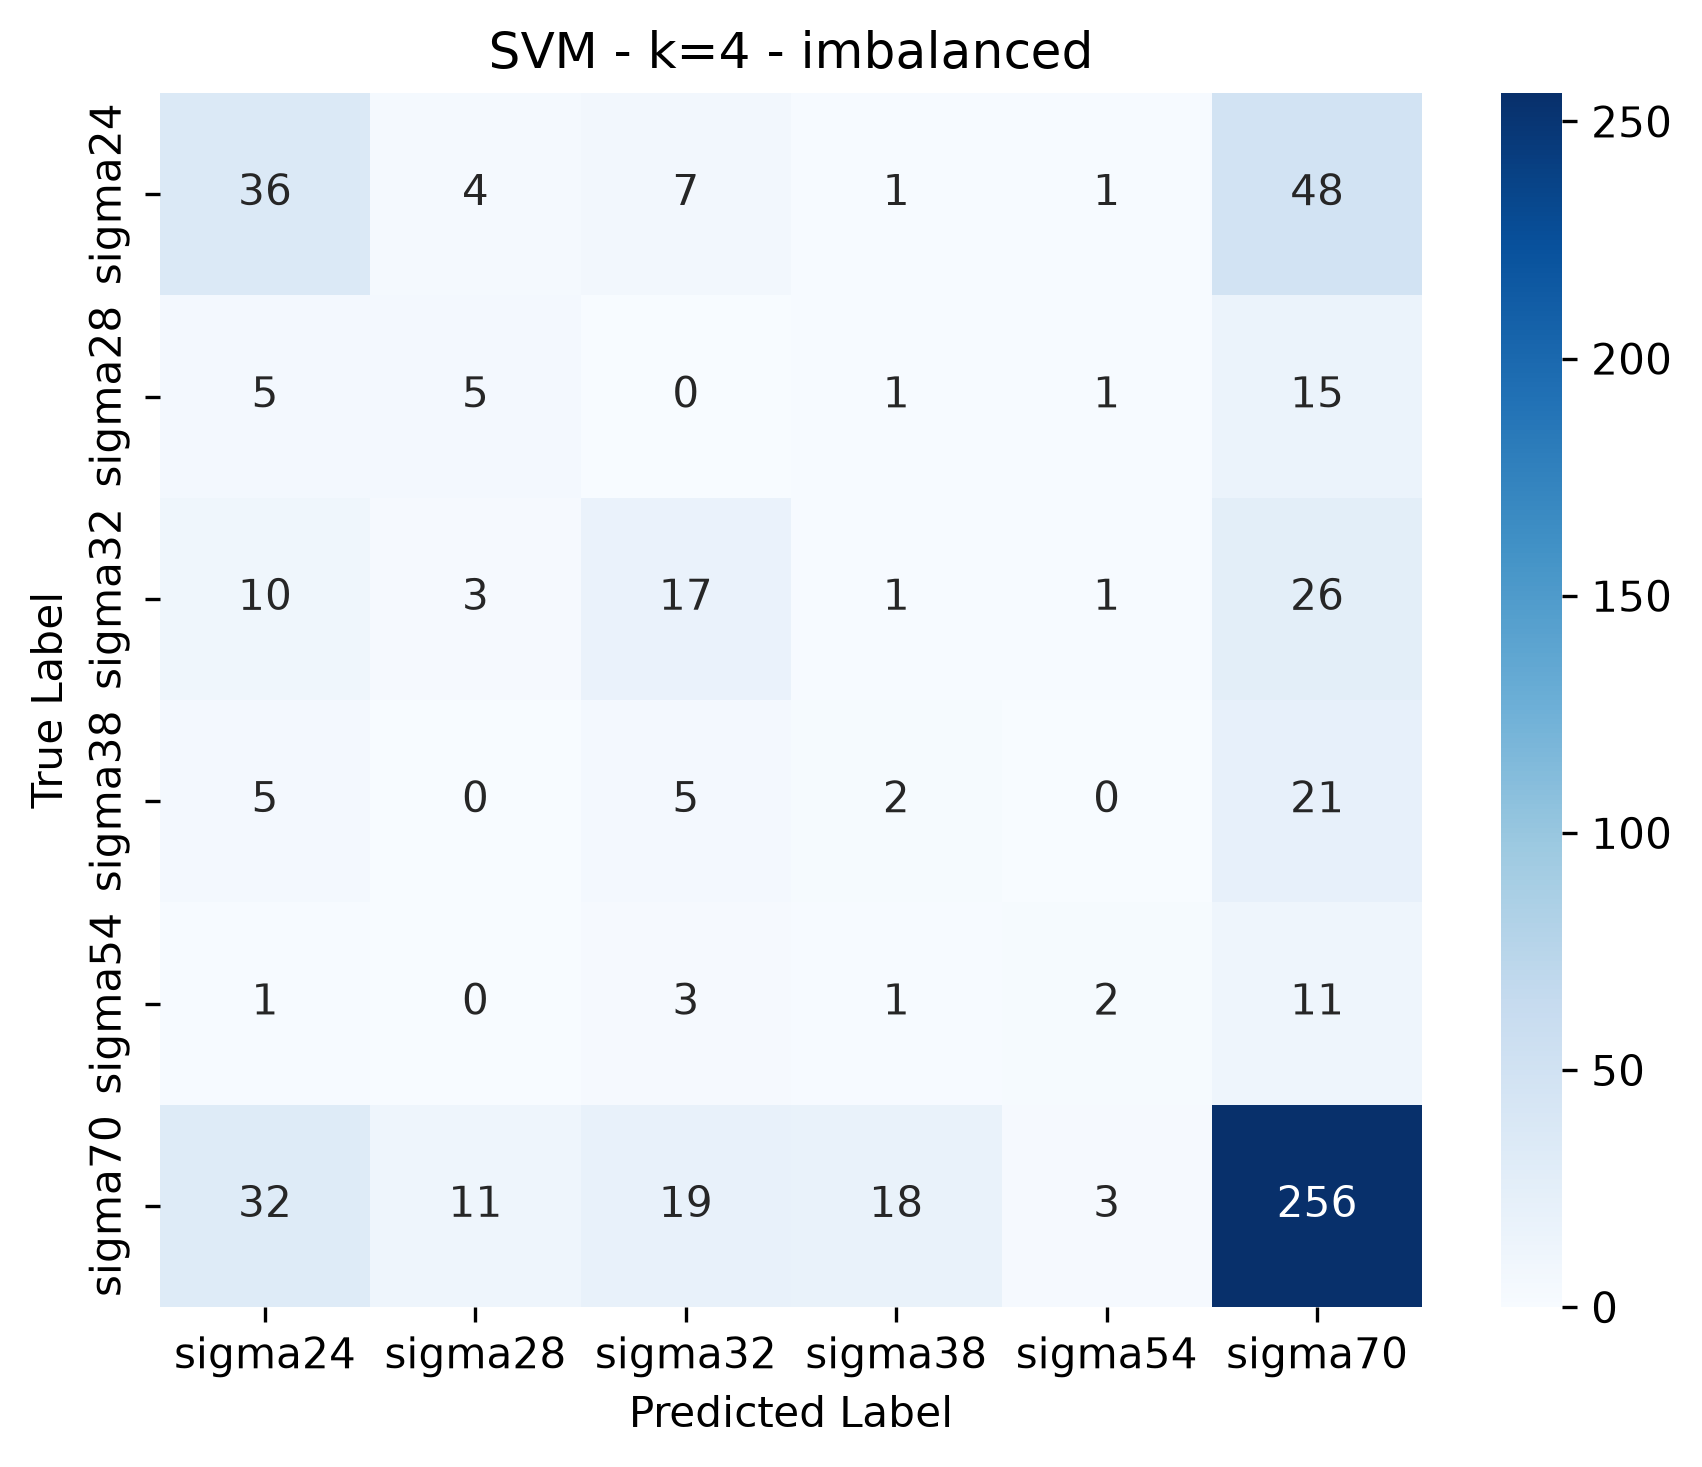 SVM - k=4 - imbalanced
True Label
sigma24 36 4 7 1 1 48
sigma28 5 5 0 1 1 15
sigma32 10 3 17 1 1 26
sigma38 5 0 5 2 0 21
sigma54 1 0 3 1 2 11
sigma70 32 11 19 18 3 256
sigma24 sigma28 sigma32 sigma38 sigma54 sigma70
Predicted Label
250
200
150
100
50
0